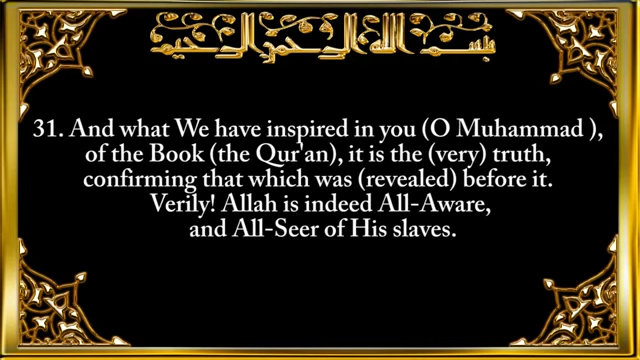 بسم الله الرحمن الرحيم
31. And what We have inspired in you (O Muhammad ),
of the Book (the Qur'an), it is the (very) truth,
confirming that which was (revealed) before it.
Verily! Allah is indeed All-Aware,
and All-Seer of His slaves.